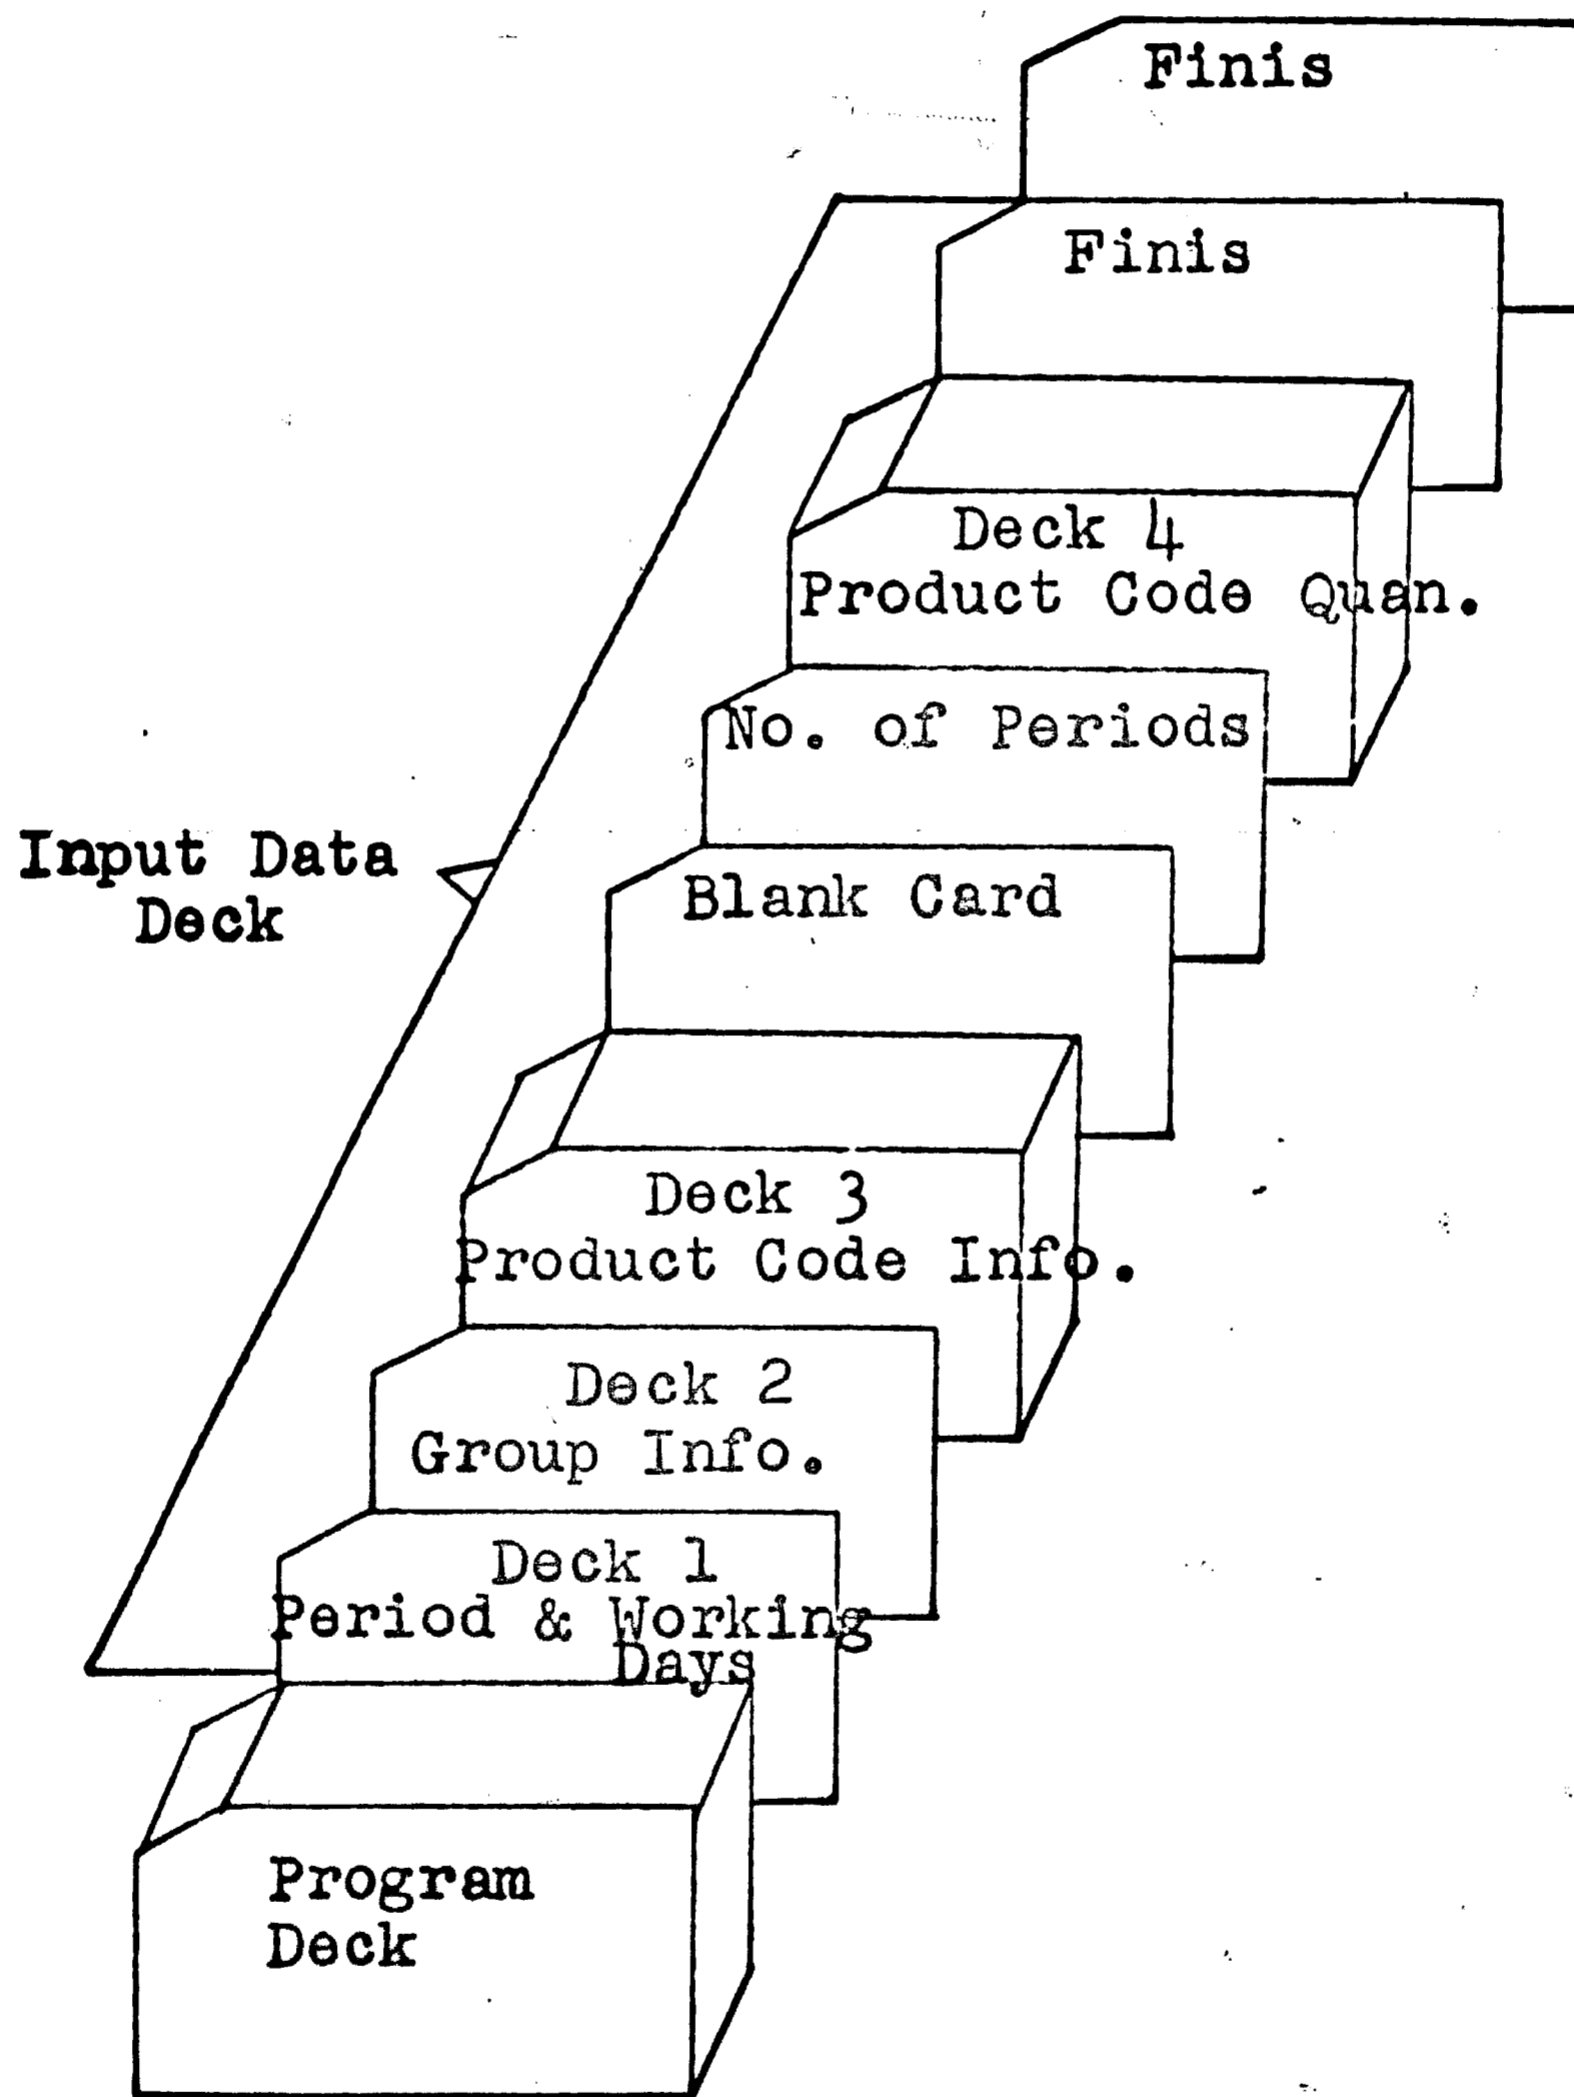 Finis
Finis
Deck 4
Product Code Quan.
No. of Periods
Input Data
Deck
Blank Card
Deck 3
Product Code Info.
Deck 2
Group Info.
Deck 1
Period & Working
Days
Program
Deck